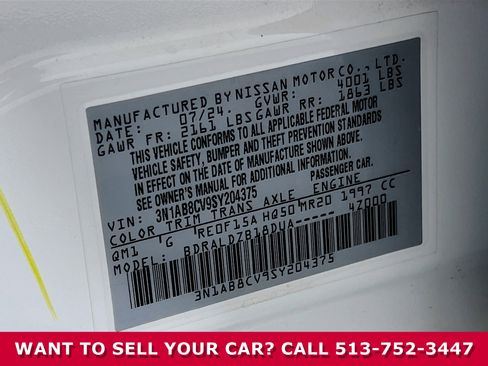 MANUFACTURED BY NISSAN MOTOR CO., LTD.
DATE: 07/24 GVWR: 4001 LBS
GAWR FR: 2161 LBS GAWR RR: 1863 LBS
THIS VEHICLE CONFORMS TO ALL APPLICABLE FEDERAL MOTOR
VEHICLE SAFETY, BUMPER AND THEFT PREVENTION STANDARDS
IN EFFECT ON THE DATE OF MANUFACTURE SHOWN ABOVE.
SEE OWNER'S MANUAL FOR ADDITIONAL INFORMATION.
VIN: 3N1AB8CV9SY204375 PASSENGER CAR
COLOR TRIM TRANS AXLE ENGINE
QM1 'G RE0F15A HQ50 MR20 1997 CC
MODEL: BDRALDZB18DUA----- 4Z000
3N1AB8CV9SY204375
WANT TO SELL YOUR CAR? CALL 513-752-3447